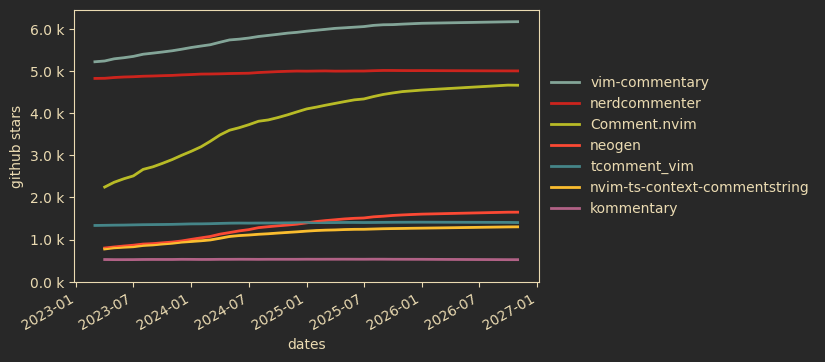 6.0 k
5.0 k
4.0 k
3.0 k
2.0 k
1.0 k
0.0 k
github stars
2023-01
2023-07
2024-01
2024-07
2025-01
2025-07
2026-01
2026-07
2027-01
dates
vim-commentary
nerdcommenter
Comment.nvim
neogen
tcomment_vim
nvim-ts-context-commentstring
kommentary